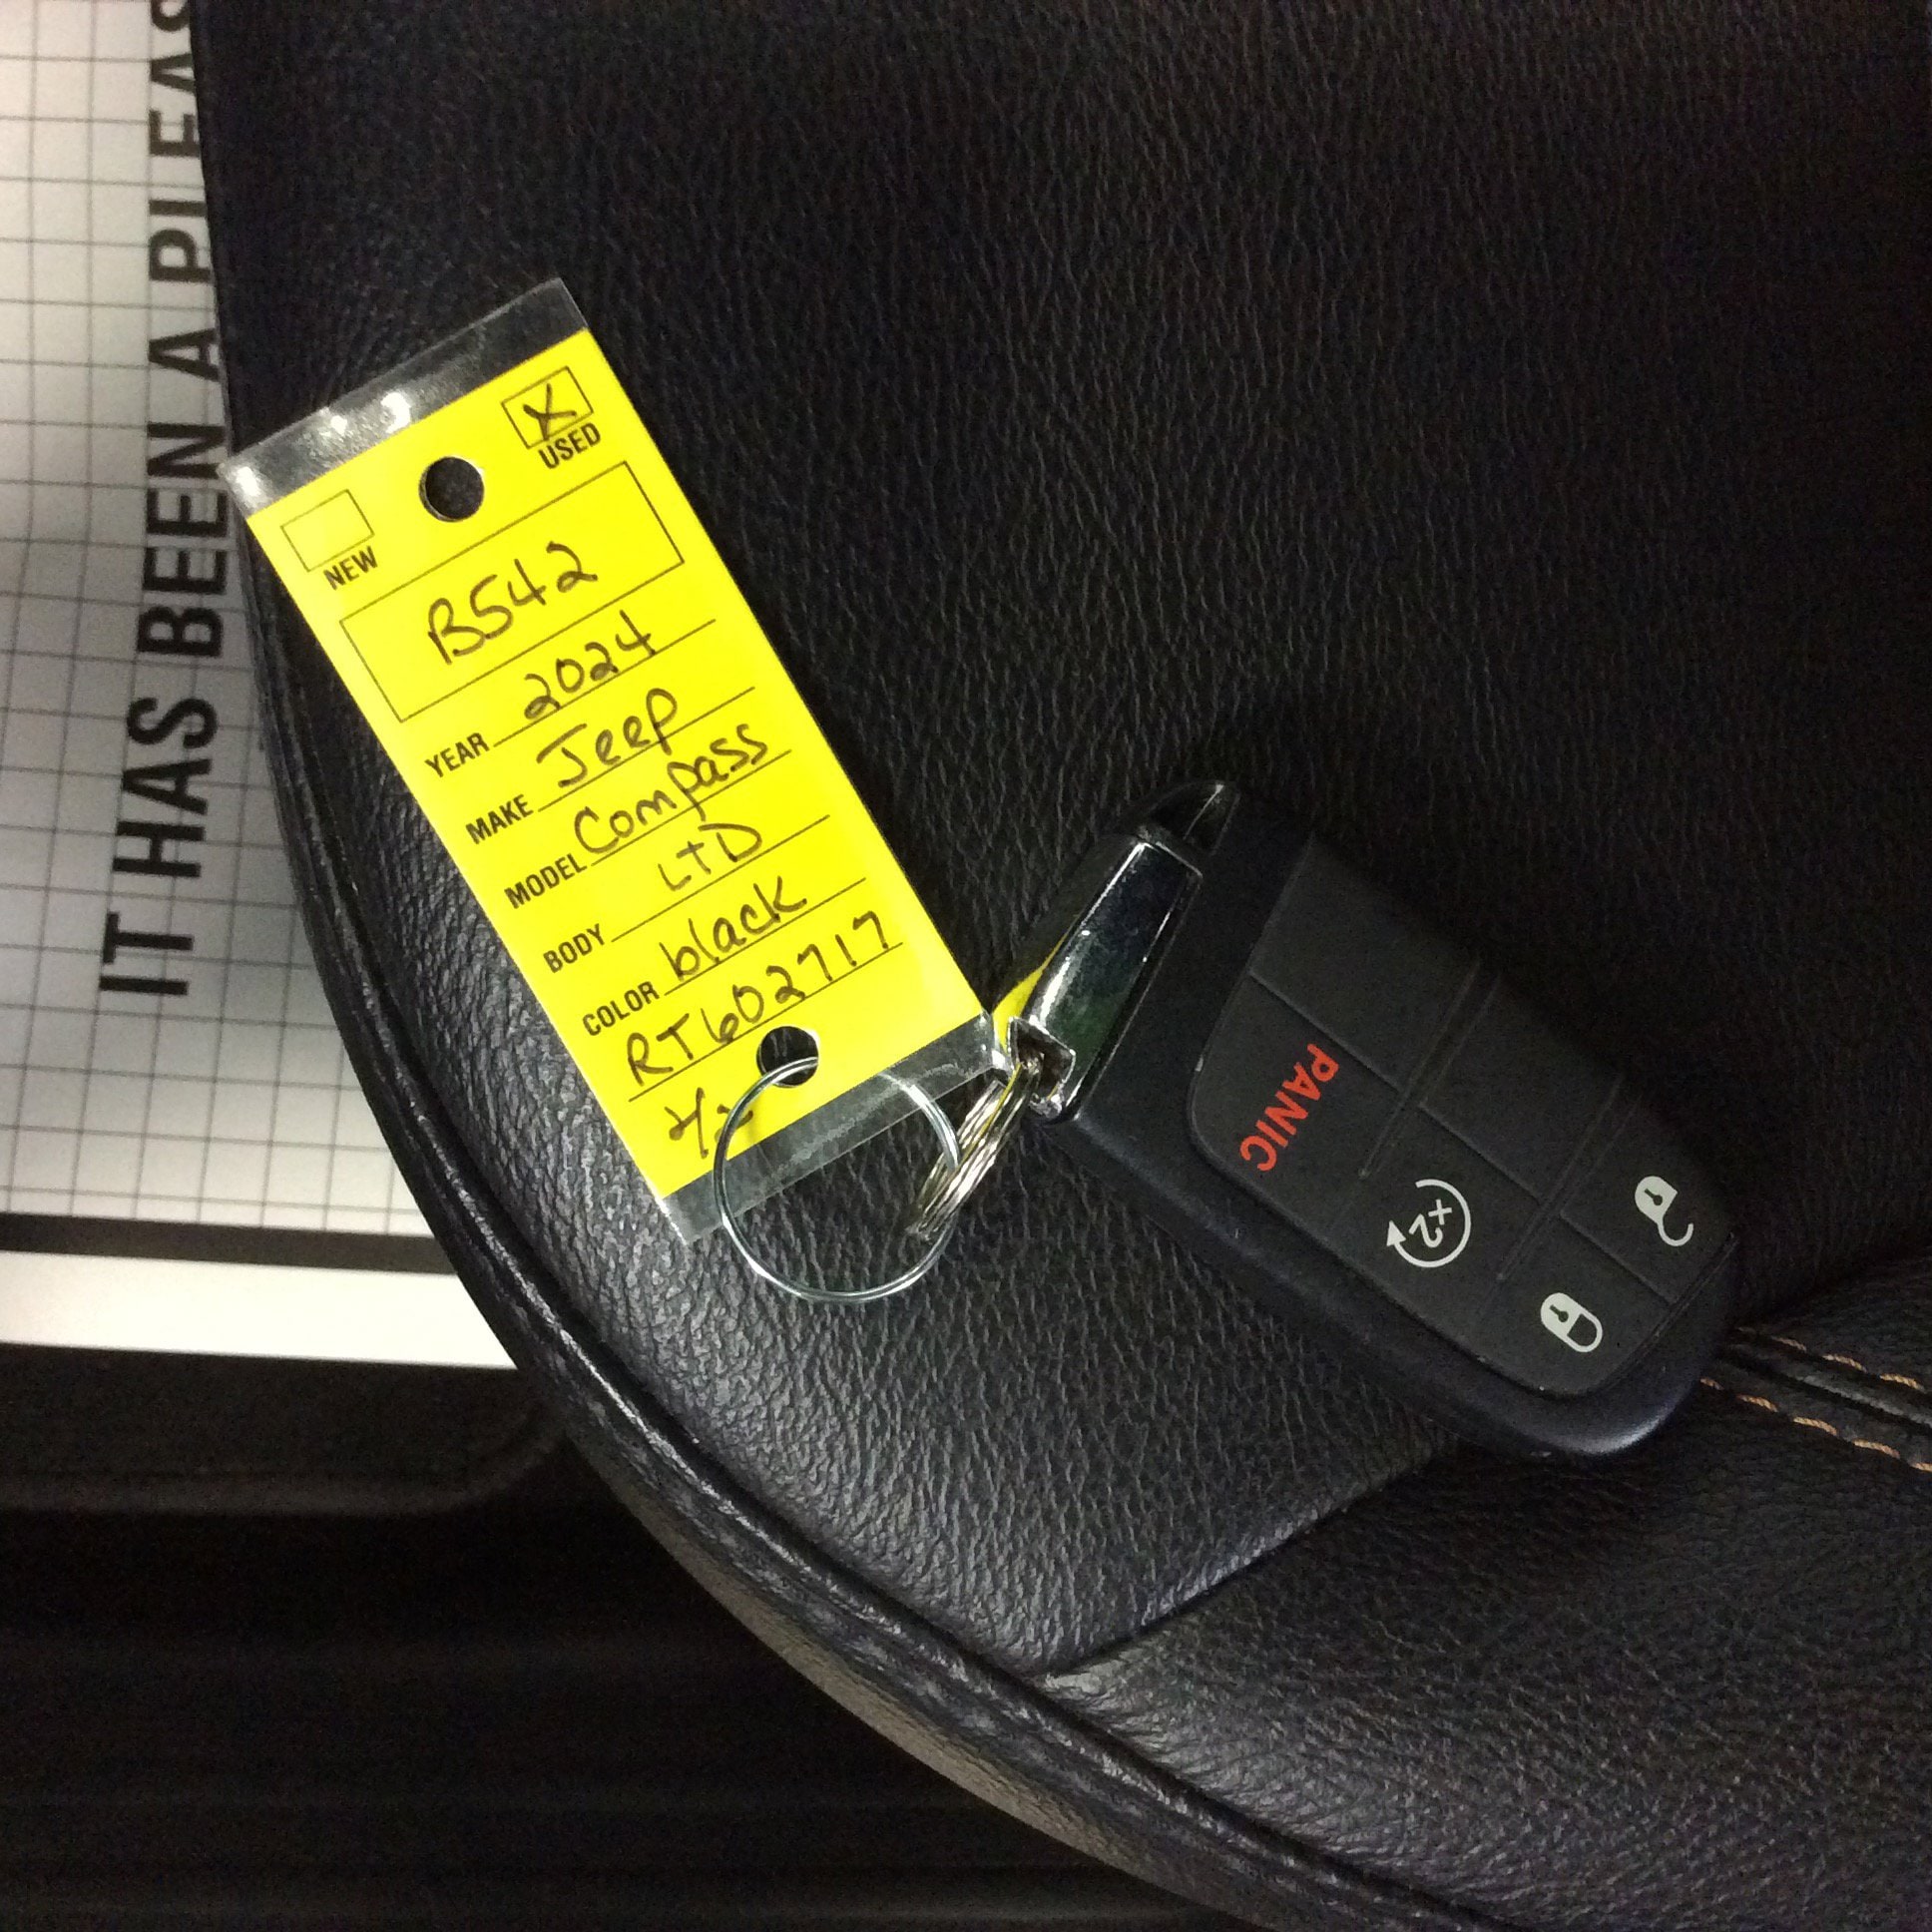 IT HAS BEEN A PLEAS
X
NEW USED
B542
YEAR 2024
MAKE Jeep
MODEL Compass
BODY LTD
COLOR black
RT602717
PANIC
x2